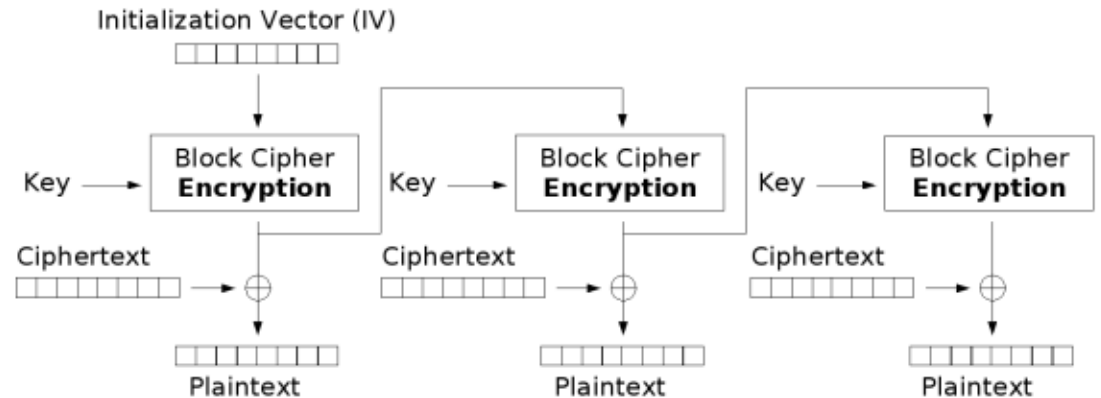 Initialization Vector (IV)
Block Cipher
Encryption
Key
Block Cipher
Encryption
Key
Block Cipher
Encryption
Key
Ciphertext
Ciphertext
Ciphertext
Plaintext
Plaintext
Plaintext